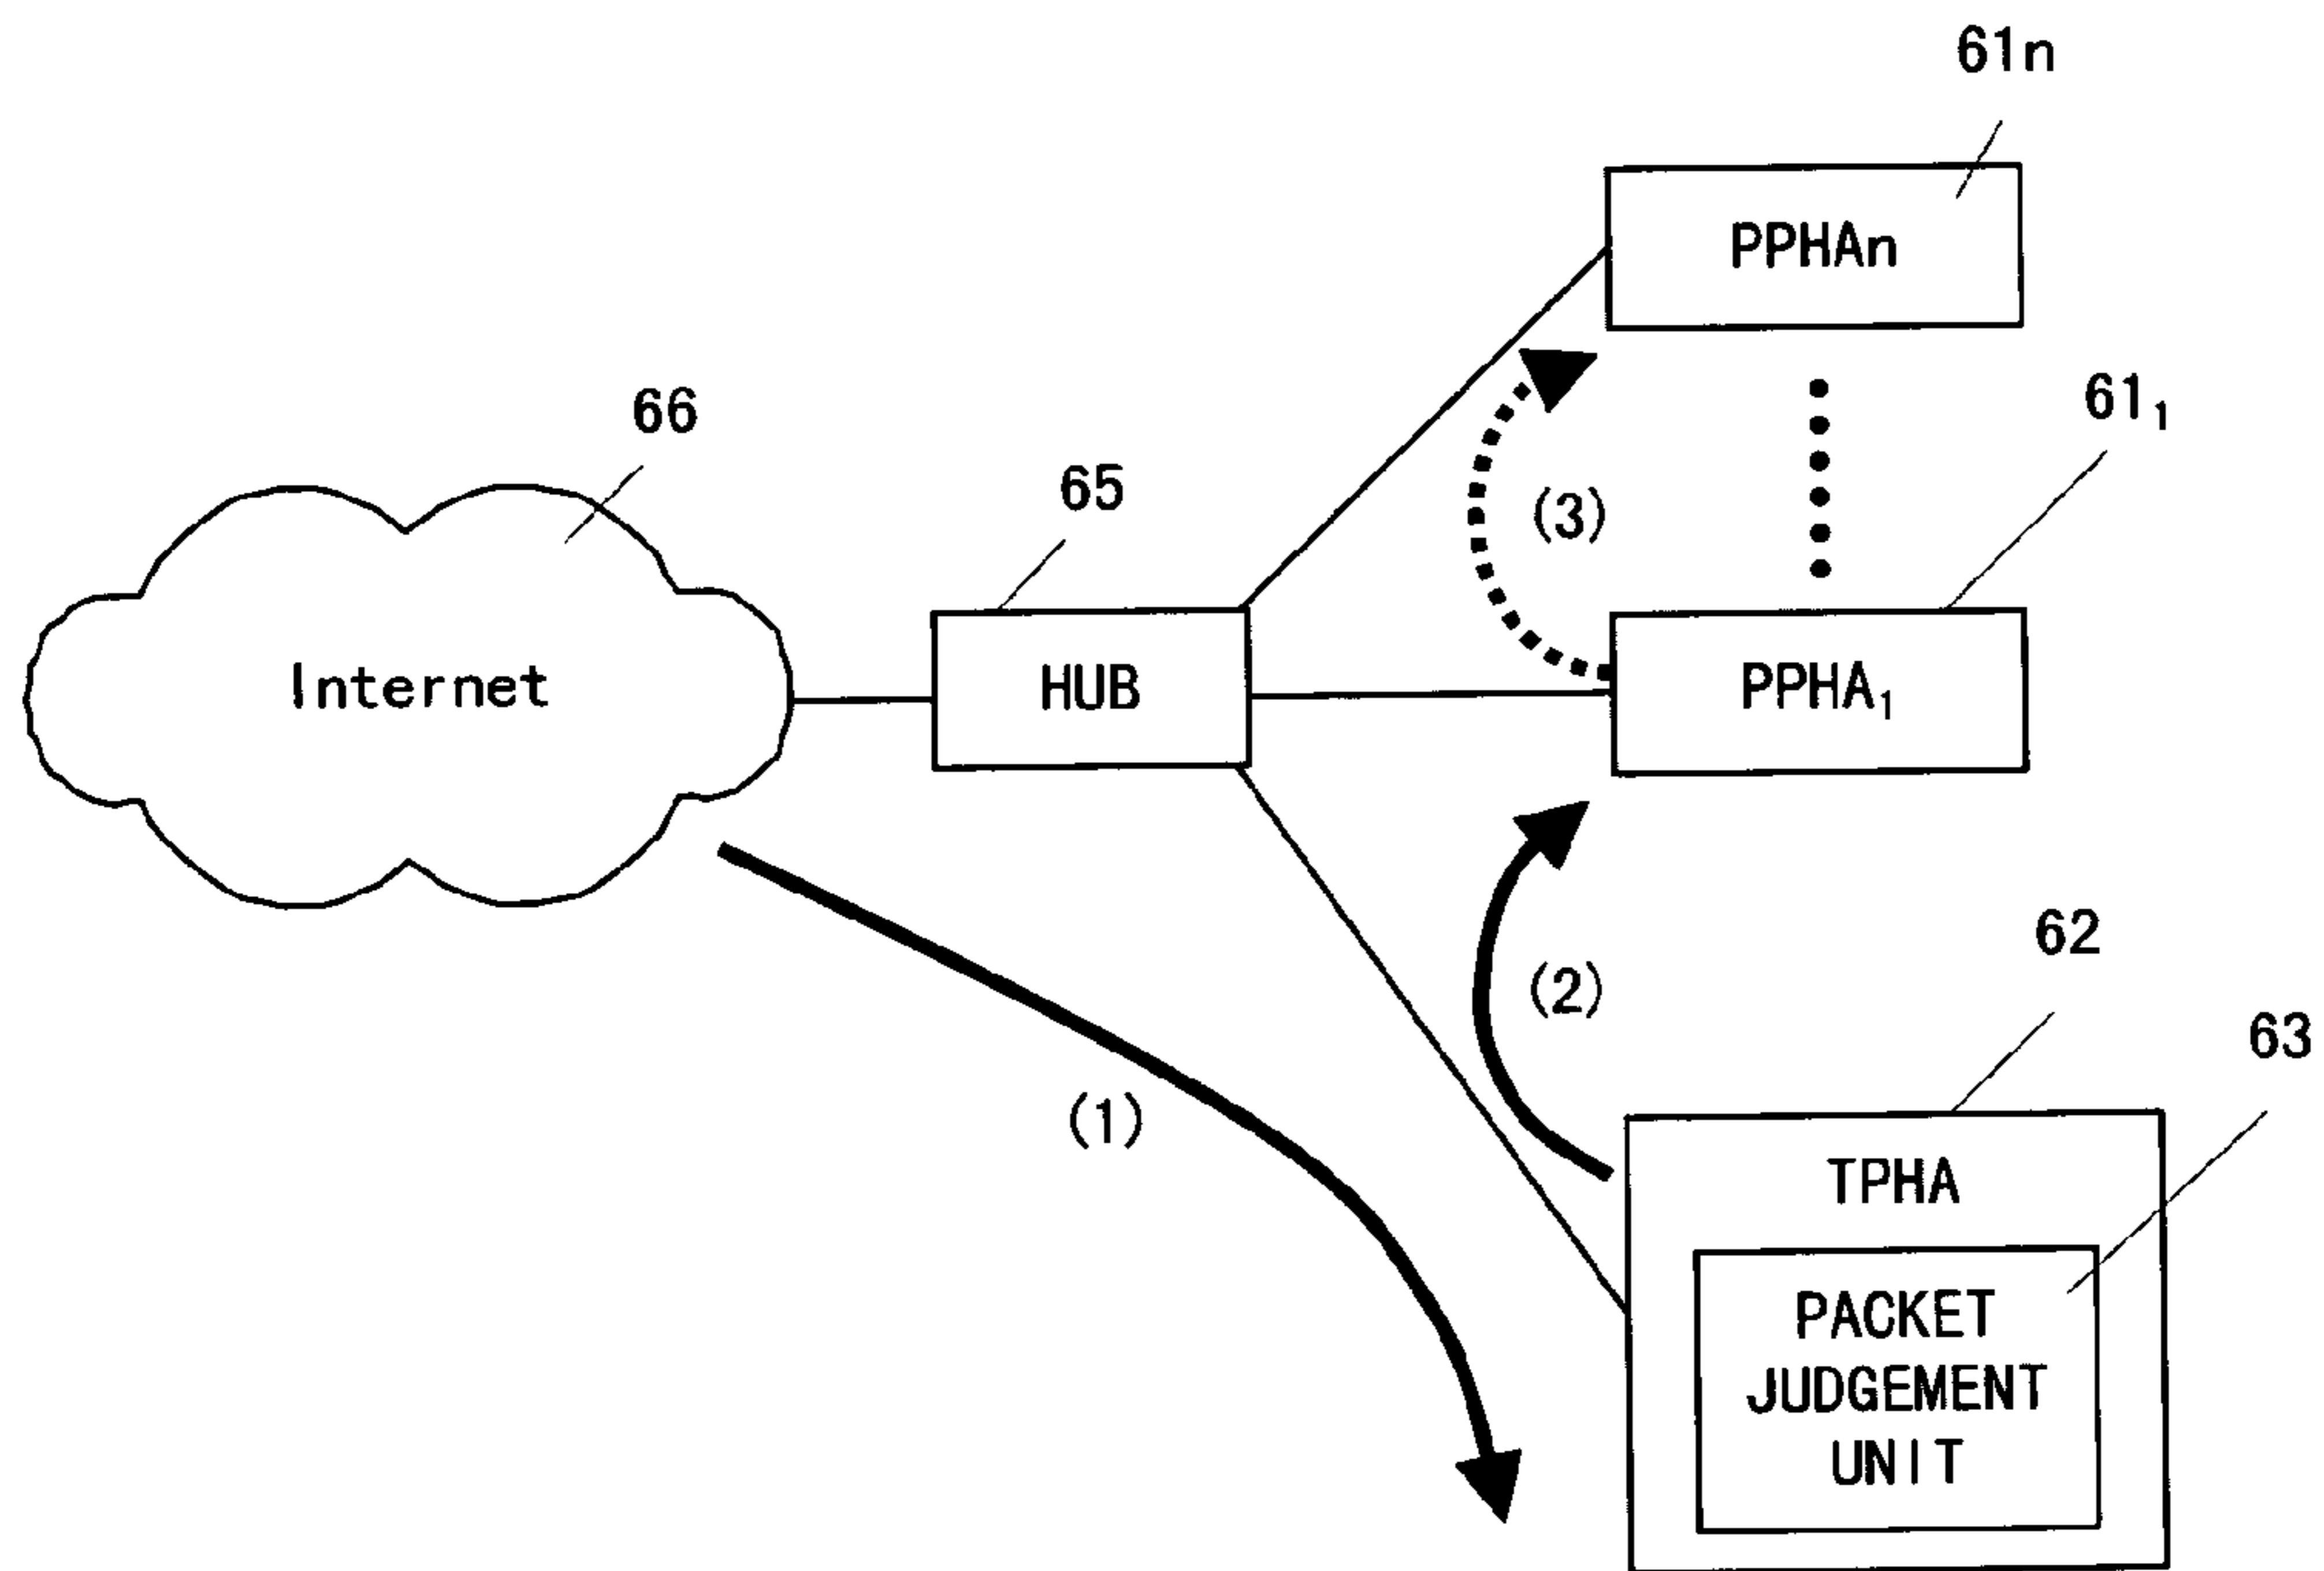 61n
PPHAn
66
61₁
65
(3)
Internet
HUB
PPHA₁
62
(2)
63
(1)
TPHA
PACKET
JUDGEMENT
UNIT